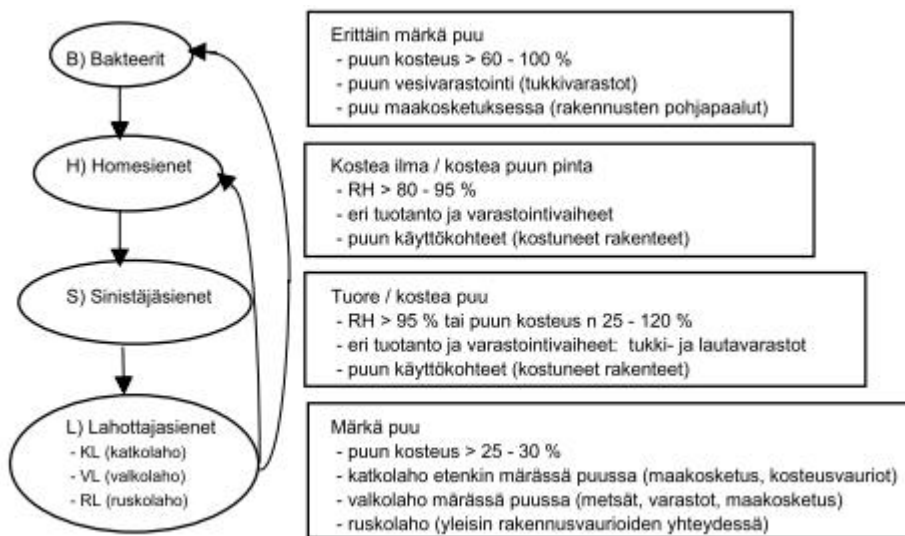 B) Bakteerit
Erittäin märkä puu
- puun kosteus > 60 - 100 %
- puun vesivarastointi (tukkivarastot)
- puu maakosketuksessa (rakennusten pohjapaalut)
H) Homesienet
Kostea ilma / kostea puun pinta
- RH > 80 - 95 %
- eri tuotanto ja varastointivaiheet
- puun käyttökohteet (kostuneet rakenteet)
S) Sinistäjäsienet
Tuore / kostea puu
- RH > 95 % tai puun kosteus n 25 - 120 %
- eri tuotanto ja varastointivaiheet: tukki- ja lautavarastot
- puun käyttökohteet (kostuneet rakenteet)
L) Lahottajasienet
- KL (katkolaho)
- VL (valkolaho)
- RL (ruskolaho)
Märkä puu
- puun kosteus > 25 - 30 %
- katkolaho etenkin märässä puussa (maakosketus, kosteusvauriot)
- valkolaho märässä puussa (metsät, varastot, maakosketus)
- ruskolaho (yleisin rakennusvaurioiden yhteydessä)